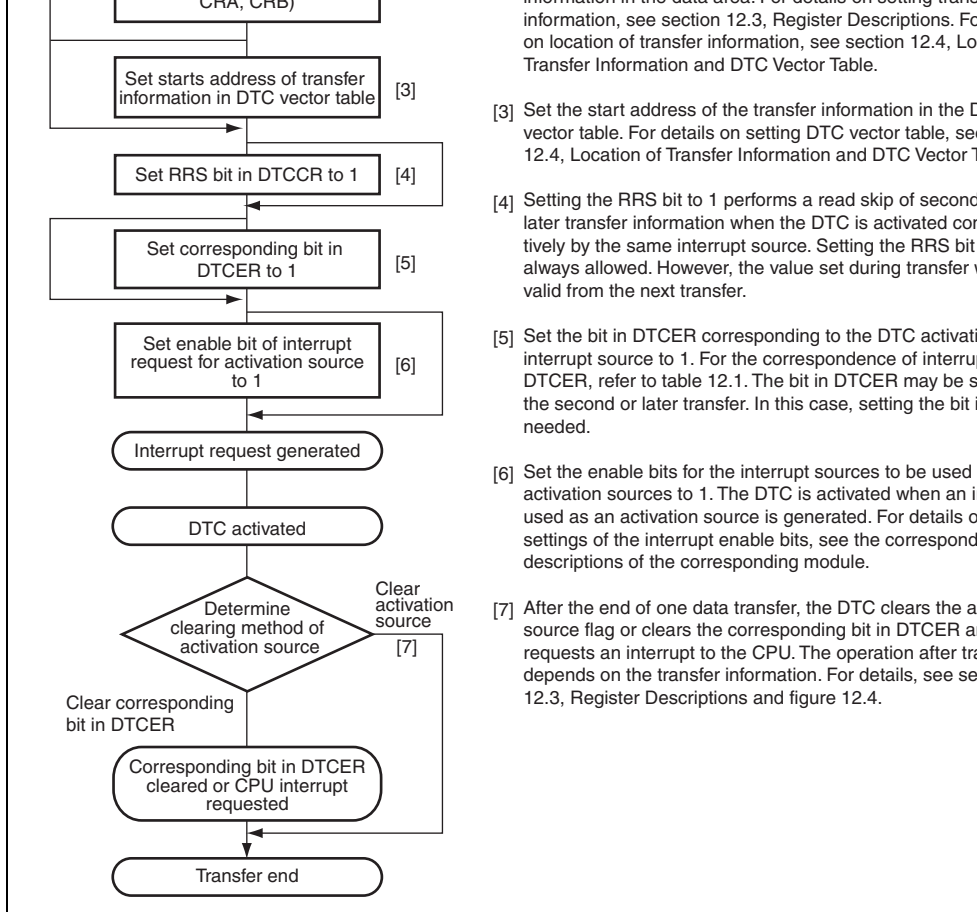 CRA, CRB)
Set starts address of transfer
information in DTC vector table
[3]
Set RRS bit in DTCCR to 1
[4]
Set corresponding bit in
DTCER to 1
[5]
Set enable bit of interrupt
request for activation source
to 1
[6]
Interrupt request generated
DTC activated
Determine
clearing method of
activation source
Clear
activation
source
[7]
Clear corresponding
bit in DTCER
Corresponding bit in DTCER
cleared or CPU interrupt
requested
Transfer end
information in the data area. For details on setting
information, see section 12.3, Register Descriptions.
on location of transfer information, see section 12.4,
Transfer Information and DTC Vector Table.
[3] Set the start address of the transfer information in the
vector table. For details on setting DTC vector table,
12.4, Location of Transfer Information and DTC Vector
[4] Setting the RRS bit to 1 performs a read skip of second
later transfer information when the DTC is activated
tively by the same interrupt source. Setting the RRS bit
always allowed. However, the value set during transfer
valid from the next transfer.
[5] Set the bit in DTCER corresponding to the DTC
interrupt source to 1. For the correspondence of
DTCER, refer to table 12.1. The bit in DTCER may be
the second or later transfer. In this case, setting the bit
needed.
[6] Set the enable bits for the interrupt sources to be used
activation sources to 1. The DTC is activated when an
used as an activation source is generated. For details
settings of the interrupt enable bits, see the
descriptions of the corresponding module.
[7] After the end of one data transfer, the DTC clears the
source flag or clears the corresponding bit in DTCER
requests an interrupt to the CPU. The operation after
depends on the transfer information. For details, see
12.3, Register Descriptions and figure 12.4.